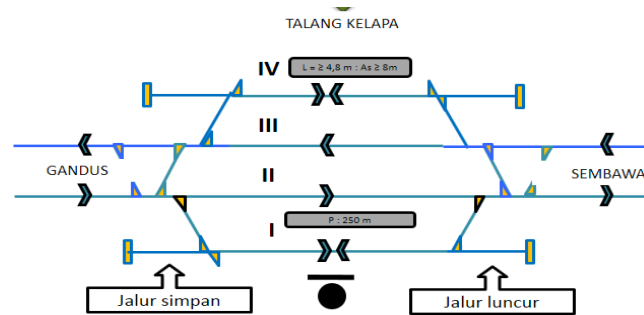 TALANG KELAPA
IV
L = ≥ 4,8 m : As ≥ 8m
III
GANDUS
II
SEMBAWA
I
P : 250 m
Jalur simpan
Jalur luncur